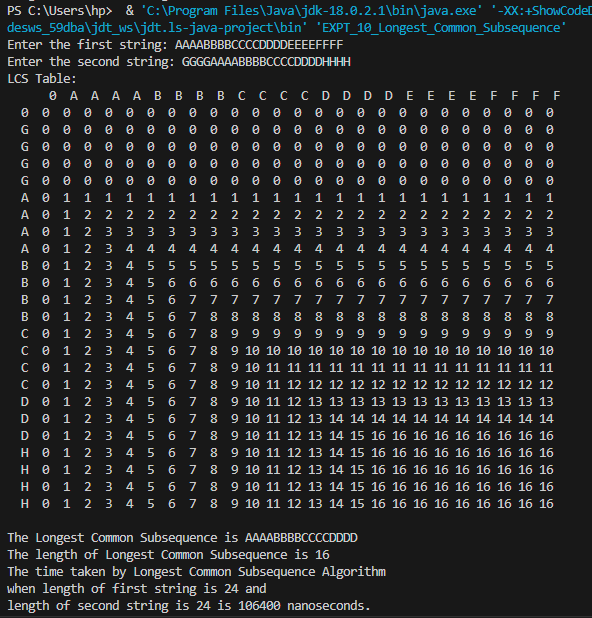 PS C:\Users\hp>  & 'C:\Program Files\Java\jdk-18.0.2.1\bin\java.exe' '-XX:+ShowCodeD
desws_59dba\jdt_ws\jdt.ls-java-project\bin' 'EXPT_10_Longest_Common_Subsequence'
Enter the first string: AAAABBBBCCCCDDDDEEEEFFFF
Enter the second string: GGGGAAAABBBBCCCCDDDDHHHH
LCS Table:
0 A A A A B B B B C C C C D D D D E E E E F F F F
0 0 0 0 0 0 0 0 0 0 0 0 0 0 0 0 0 0 0 0 0 0 0 0 0 0
G 0 0 0 0 0 0 0 0 0 0 0 0 0 0 0 0 0 0 0 0 0 0 0 0 0
G 0 0 0 0 0 0 0 0 0 0 0 0 0 0 0 0 0 0 0 0 0 0 0 0 0
G 0 0 0 0 0 0 0 0 0 0 0 0 0 0 0 0 0 0 0 0 0 0 0 0 0
G 0 0 0 0 0 0 0 0 0 0 0 0 0 0 0 0 0 0 0 0 0 0 0 0 0
A 0 1 1 1 1 1 1 1 1 1 1 1 1 1 1 1 1 1 1 1 1 1 1 1 1
A 0 1 2 2 2 2 2 2 2 2 2 2 2 2 2 2 2 2 2 2 2 2 2 2 2
A 0 1 2 3 3 3 3 3 3 3 3 3 3 3 3 3 3 3 3 3 3 3 3 3 3
A 0 1 2 3 4 4 4 4 4 4 4 4 4 4 4 4 4 4 4 4 4 4 4 4 4
B 0 1 2 3 4 5 5 5 5 5 5 5 5 5 5 5 5 5 5 5 5 5 5 5 5
B 0 1 2 3 4 5 6 6 6 6 6 6 6 6 6 6 6 6 6 6 6 6 6 6 6
B 0 1 2 3 4 5 6 7 7 7 7 7 7 7 7 7 7 7 7 7 7 7 7 7 7
B 0 1 2 3 4 5 6 7 8 8 8 8 8 8 8 8 8 8 8 8 8 8 8 8 8
C 0 1 2 3 4 5 6 7 8 9 9 9 9 9 9 9 9 9 9 9 9 9 9 9 9
C 0 1 2 3 4 5 6 7 8 9 10 10 10 10 10 10 10 10 10 10 10 10 10 10 10
C 0 1 2 3 4 5 6 7 8 9 10 11 11 11 11 11 11 11 11 11 11 11 11 11 11
C 0 1 2 3 4 5 6 7 8 9 10 11 12 12 12 12 12 12 12 12 12 12 12 12 12
D 0 1 2 3 4 5 6 7 8 9 10 11 12 13 13 13 13 13 13 13 13 13 13 13 13
D 0 1 2 3 4 5 6 7 8 9 10 11 12 13 14 14 14 14 14 14 14 14 14 14 14
D 0 1 2 3 4 5 6 7 8 9 10 11 12 13 14 15 16 16 16 16 16 16 16 16 16
H 0 1 2 3 4 5 6 7 8 9 10 11 12 13 14 15 16 16 16 16 16 16 16 16 16
H 0 1 2 3 4 5 6 7 8 9 10 11 12 13 14 15 16 16 16 16 16 16 16 16 16
H 0 1 2 3 4 5 6 7 8 9 10 11 12 13 14 15 16 16 16 16 16 16 16 16 16
H 0 1 2 3 4 5 6 7 8 9 10 11 12 13 14 15 16 16 16 16 16 16 16 16 16
The Longest Common Subsequence is AAAABBBBCCCCDDDD
The length of Longest Common Subsequence is 16
The time taken by Longest Common Subsequence Algorithm
when length of first string is 24 and
length of second string is 24 is 106400 nanoseconds.